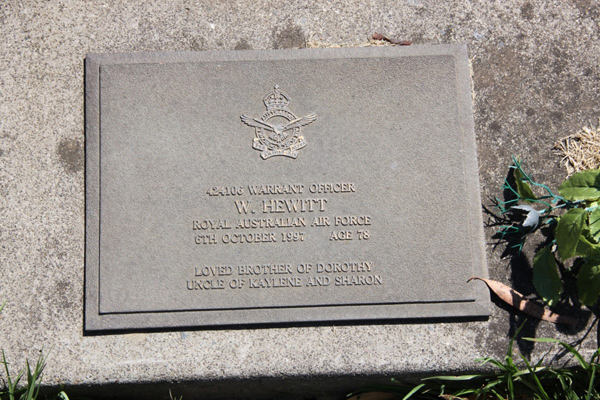 424106 WARRANT OFFICER
W. HEWITT
ROYAL AUSTRALIAN AIR FORCE
6TH OCTOBER 1997 AGE 78
LOVED BROTHER OF DOROTHY
UNCLE OF KAYLENE AND SHARON